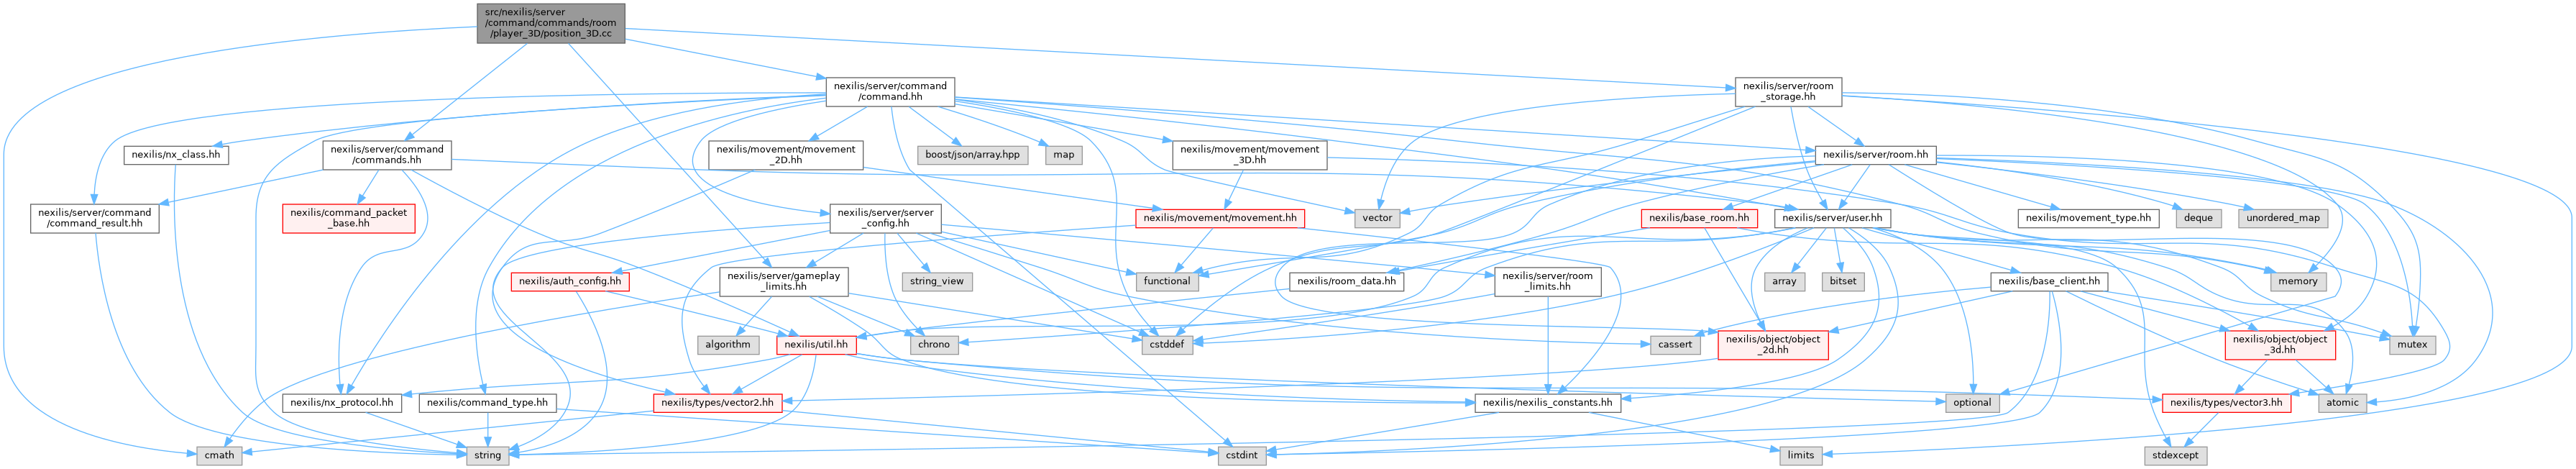 src/nexilis/server
/command/commands/room
/player_3D/position_3D.cc
nexilis/server/command
/command.hh
nexilis/server/room
_storage.hh
nexilis/nx_class.hh
nexilis/server/command
/commands.hh
nexilis/movement/movement
_2D.hh
boost/json/array.hpp
map
nexilis/movement/movement
_3D.hh
nexilis/server/room.hh
nexilis/server/command
/command_result.hh
nexilis/command_packet
_base.hh
nexilis/server/server
_config.hh
nexilis/movement/movement.hh
vector
nexilis/base_room.hh
nexilis/server/user.hh
nexilis/movement_type.hh
deque
unordered_map
nexilis/auth_config.hh
nexilis/server/gameplay
_limits.hh
string_view
functional
nexilis/room_data.hh
nexilis/server/room
_limits.hh
array
bitset
nexilis/base_client.hh
memory
algorithm
nexilis/util.hh
chrono
cstddef
cassert
nexilis/object/object
_2d.hh
nexilis/object/object
_3d.hh
mutex
nexilis/nx_protocol.hh
nexilis/command_type.hh
nexilis/types/vector2.hh
nexilis/nexilis_constants.hh
optional
nexilis/types/vector3.hh
atomic
cmath
string
cstdint
limits
stdexcept